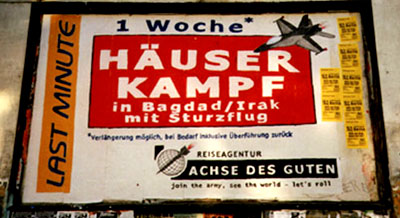 LAST MINUTE
1 Woche*
HÄUSER
KAMPF
in Bagdad/Irak
mit Sturzflug
*Verlängerung möglich, bei Bedarf inklusive Überführung zurück
REISEAGENTUR
ACHSE DES GUTEN
join the army, see the world - let's roll